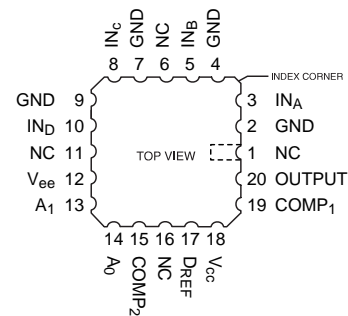 IN_C GND NC IN_B GND
8 7 6 5 4
INDEX CORNER
GND 9 3 IN_A
IN_D 10 2 GND
NC 11 TOP VIEW 1 NC
V_ee 12 20 OUTPUT
A_1 13 19 COMP_1
14 15 16 17 18
A_0 COMP_2 NC D_REF V_cc